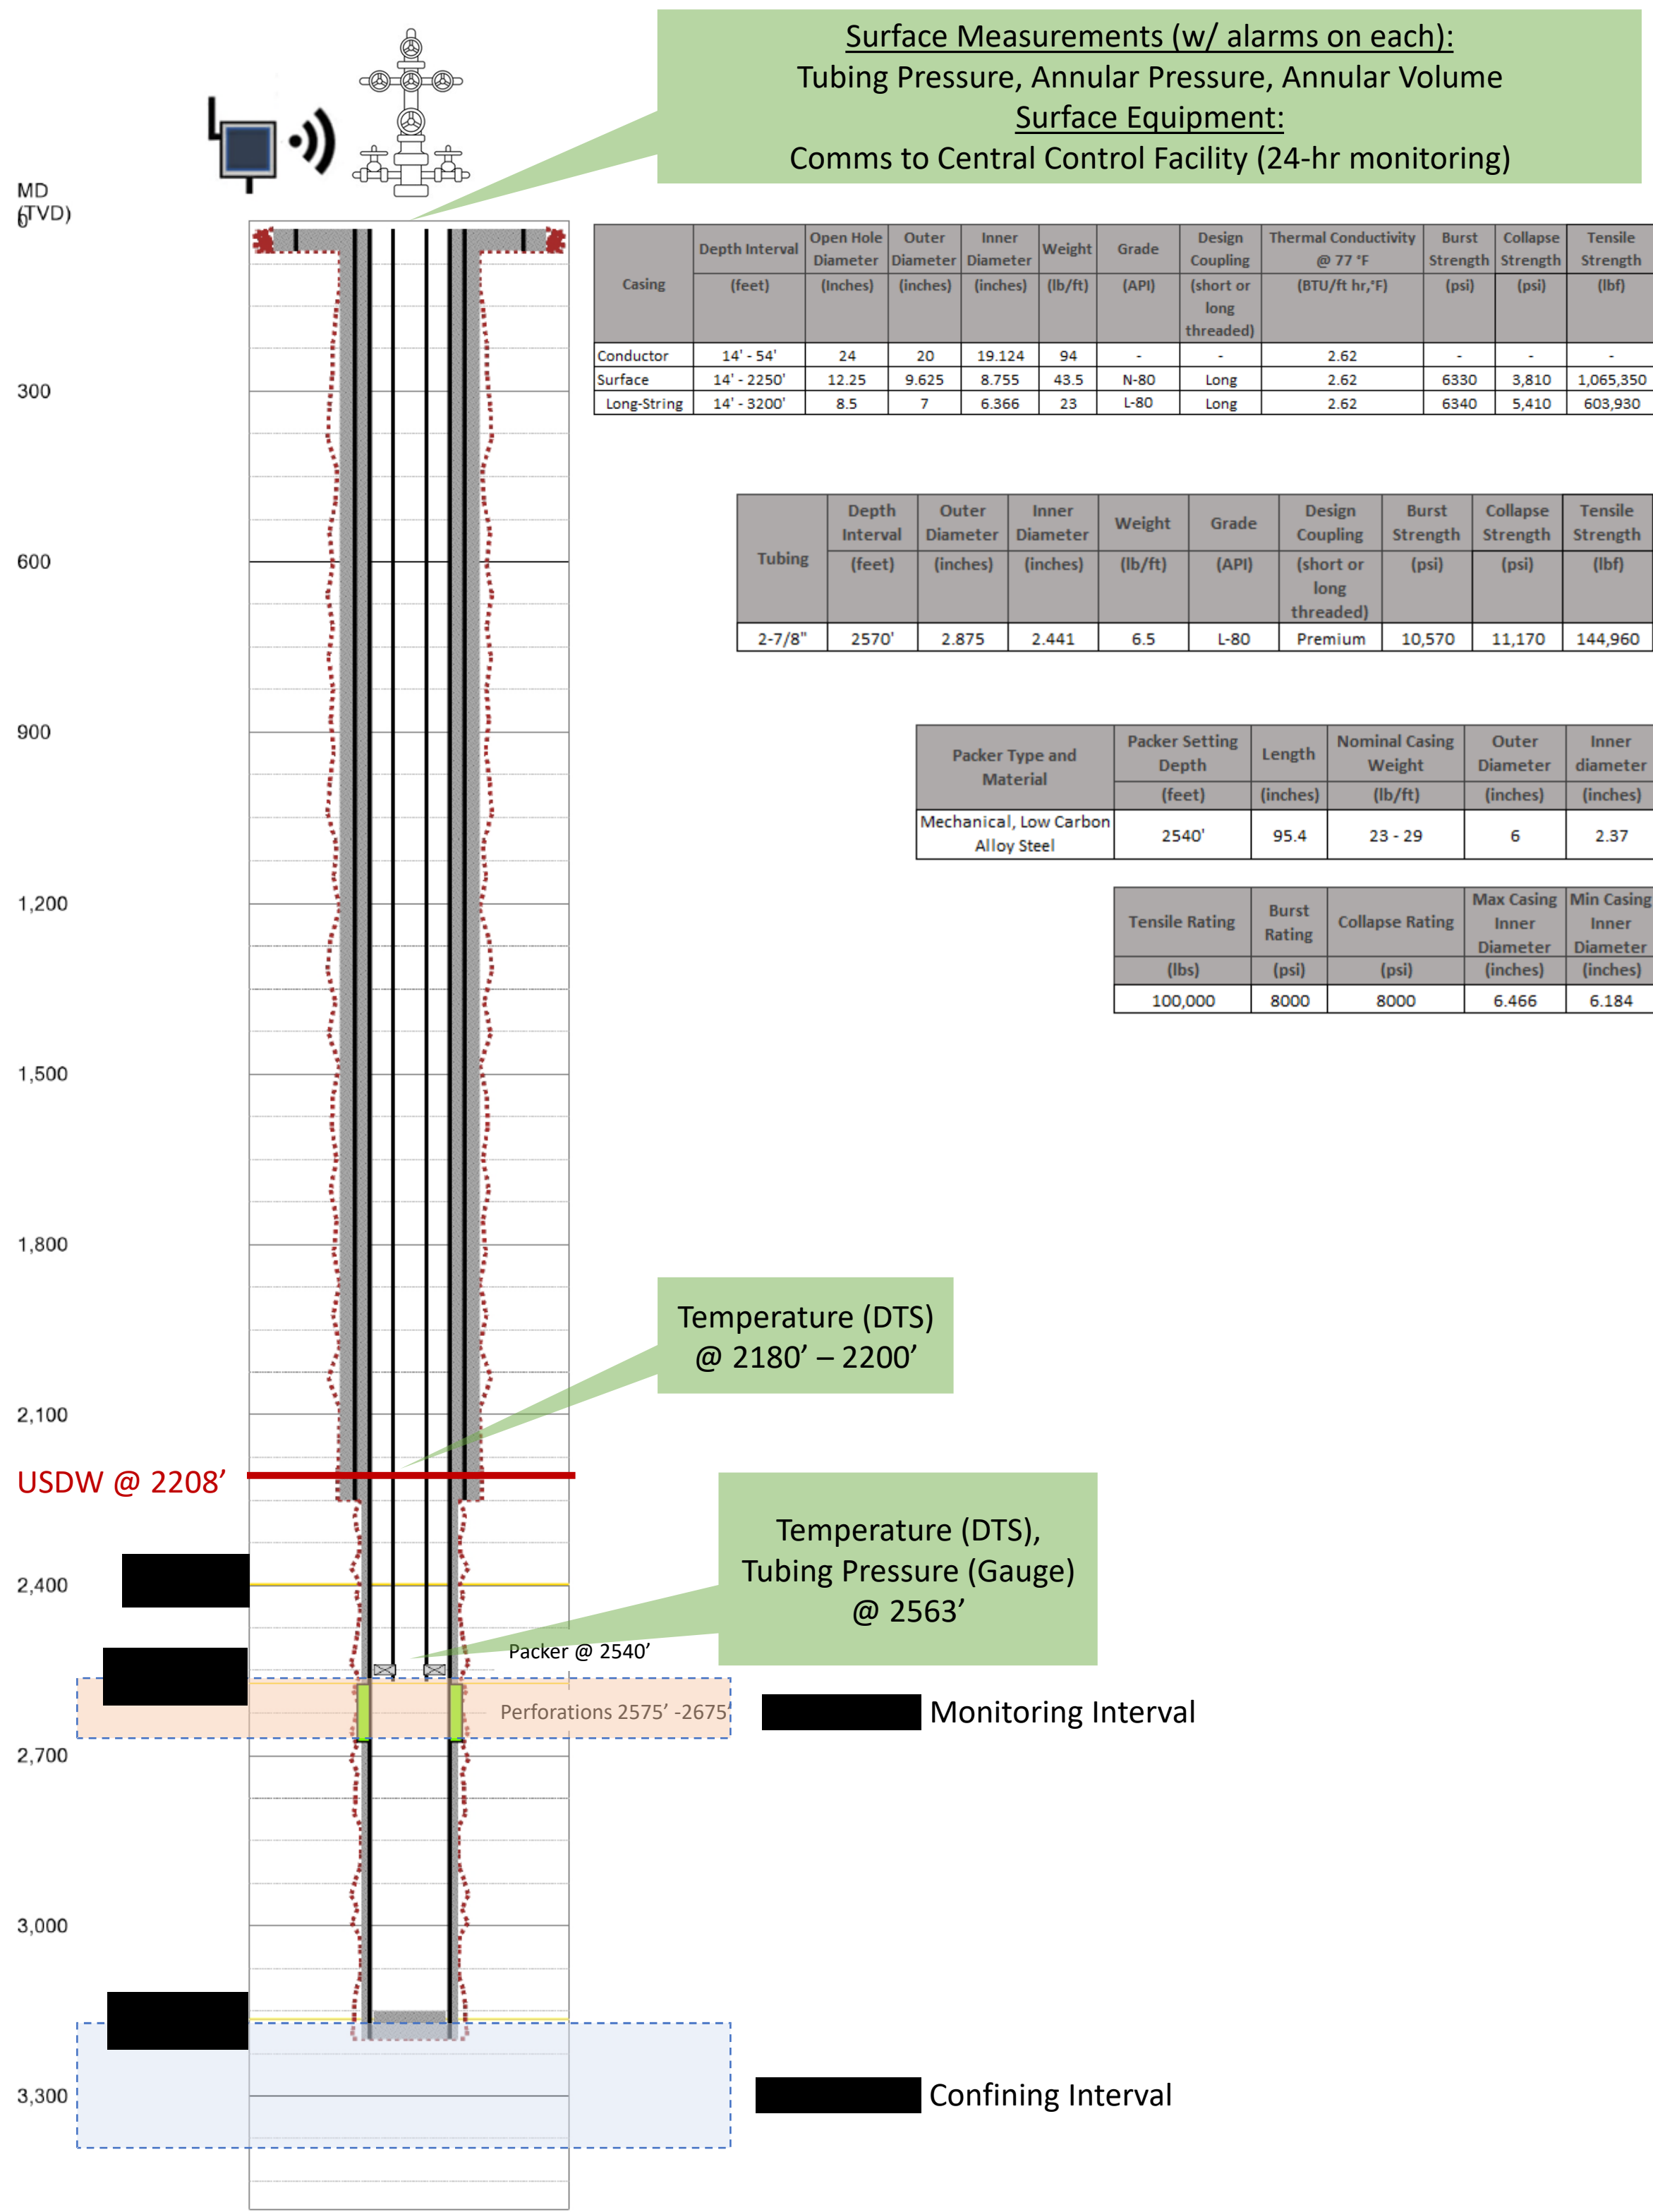 Surface Measurements (w/ alarms on each):
Tubing Pressure, Annular Pressure, Annular Volume
Surface Equipment:
Comms to Central Control Facility (24-hr monitoring)
MD
(TVD)
0
300
600
900
1,200
1,500
1,800
2,100
USDW @ 2208’
2,400
2,700
3,000
3,300
Casing | Depth Interval | Open Hole Diameter | Outer Diameter | Inner Diameter | Weight | Grade | Design Coupling | Thermal Conductivity @ 77 °F | Burst Strength | Collapse Strength | Tensile Strength
(feet) | (Inches) | (inches) | (inches) | (lb/ft) | (API) | (short or long threaded) | (BTU/ft hr,°F) | (psi) | (psi) | (lbf)
Conductor | 14' - 54' | 24 | 20 | 19.124 | 94 | - | - | 2.62 | - | - | -
Surface | 14' - 2250' | 12.25 | 9.625 | 8.755 | 43.5 | N-80 | Long | 2.62 | 6330 | 3,810 | 1,065,350
Long-String | 14' - 3200' | 8.5 | 7 | 6.366 | 23 | L-80 | Long | 2.62 | 6340 | 5,410 | 603,930
Tubing | Depth Interval | Outer Diameter | Inner Diameter | Weight | Grade | Design Coupling | Burst Strength | Collapse Strength | Tensile Strength
(feet) | (inches) | (inches) | (lb/ft) | (API) | (short or long threaded) | (psi) | (psi) | (lbf)
2-7/8" | 2570' | 2.875 | 2.441 | 6.5 | L-80 | Premium | 10,570 | 11,170 | 144,960
Packer Type and Material | Packer Setting Depth | Length | Nominal Casing Weight | Outer Diameter | Inner diameter
(feet) | (inches) | (lb/ft) | (inches) | (inches)
Mechanical, Low Carbon Alloy Steel | 2540' | 95.4 | 23 - 29 | 6 | 2.37
Tensile Rating | Burst Rating | Collapse Rating | Max Casing Inner Diameter | Min Casing Inner Diameter
(lbs) | (psi) | (psi) | (inches) | (inches)
100,000 | 8000 | 8000 | 6.466 | 6.184
Temperature (DTS)
@ 2180’ – 2200’
Temperature (DTS),
Tubing Pressure (Gauge)
@ 2563’
Packer @ 2540’
Perforations 2575’ -2675’
Monitoring Interval
Confining Interval